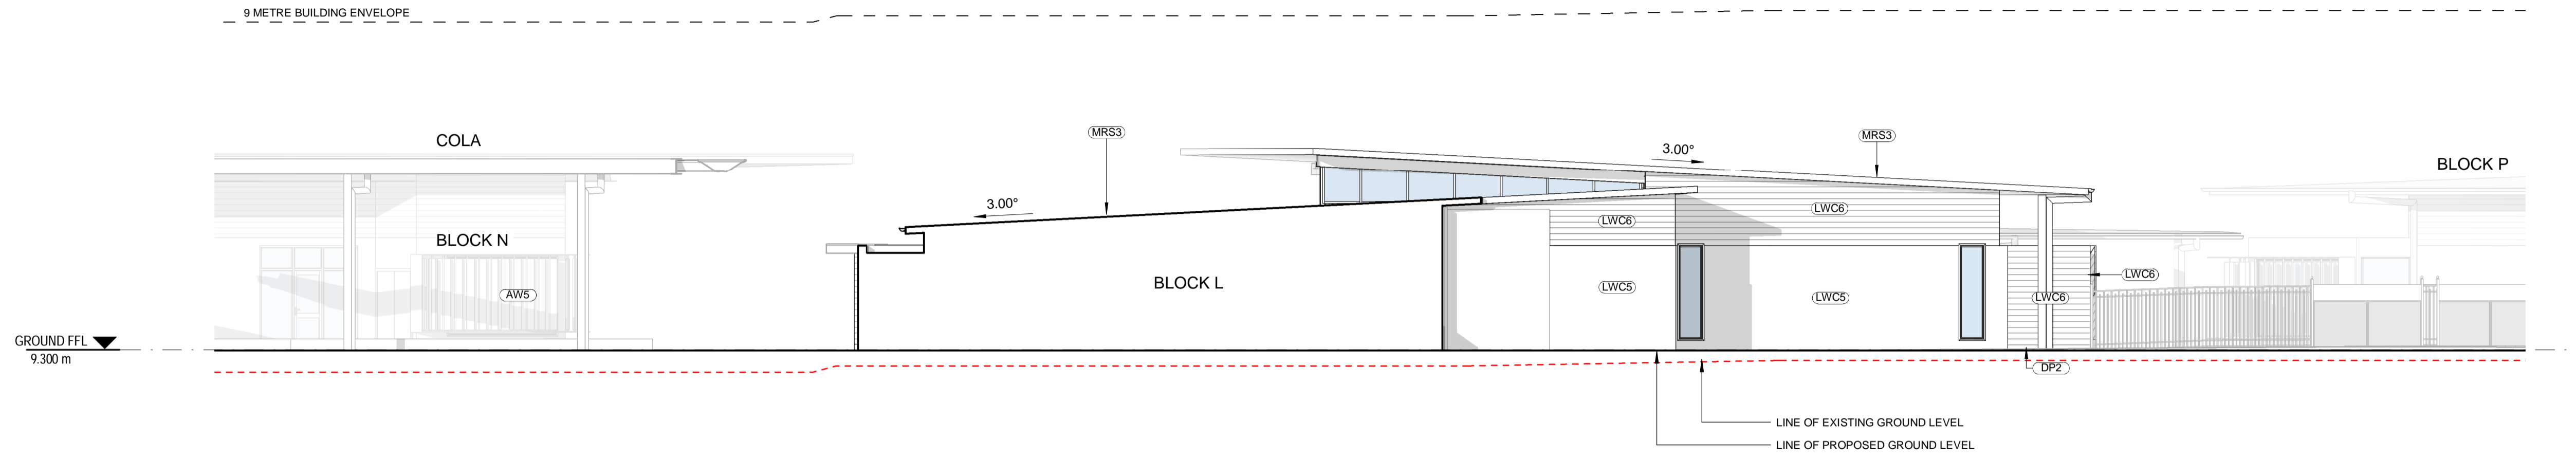 9 METRE BUILDING ENVELOPE
COLA
MRS3
3.00°
MRS3
BLOCK P
3.00°
LWC6
LWC6
BLOCK N
BLOCK L
LWC6
AW5
LWC5
LWC5
LWC6
GROUND FFL
9.300 m
DP2
LINE OF EXISTING GROUND LEVEL
LINE OF PROPOSED GROUND LEVEL